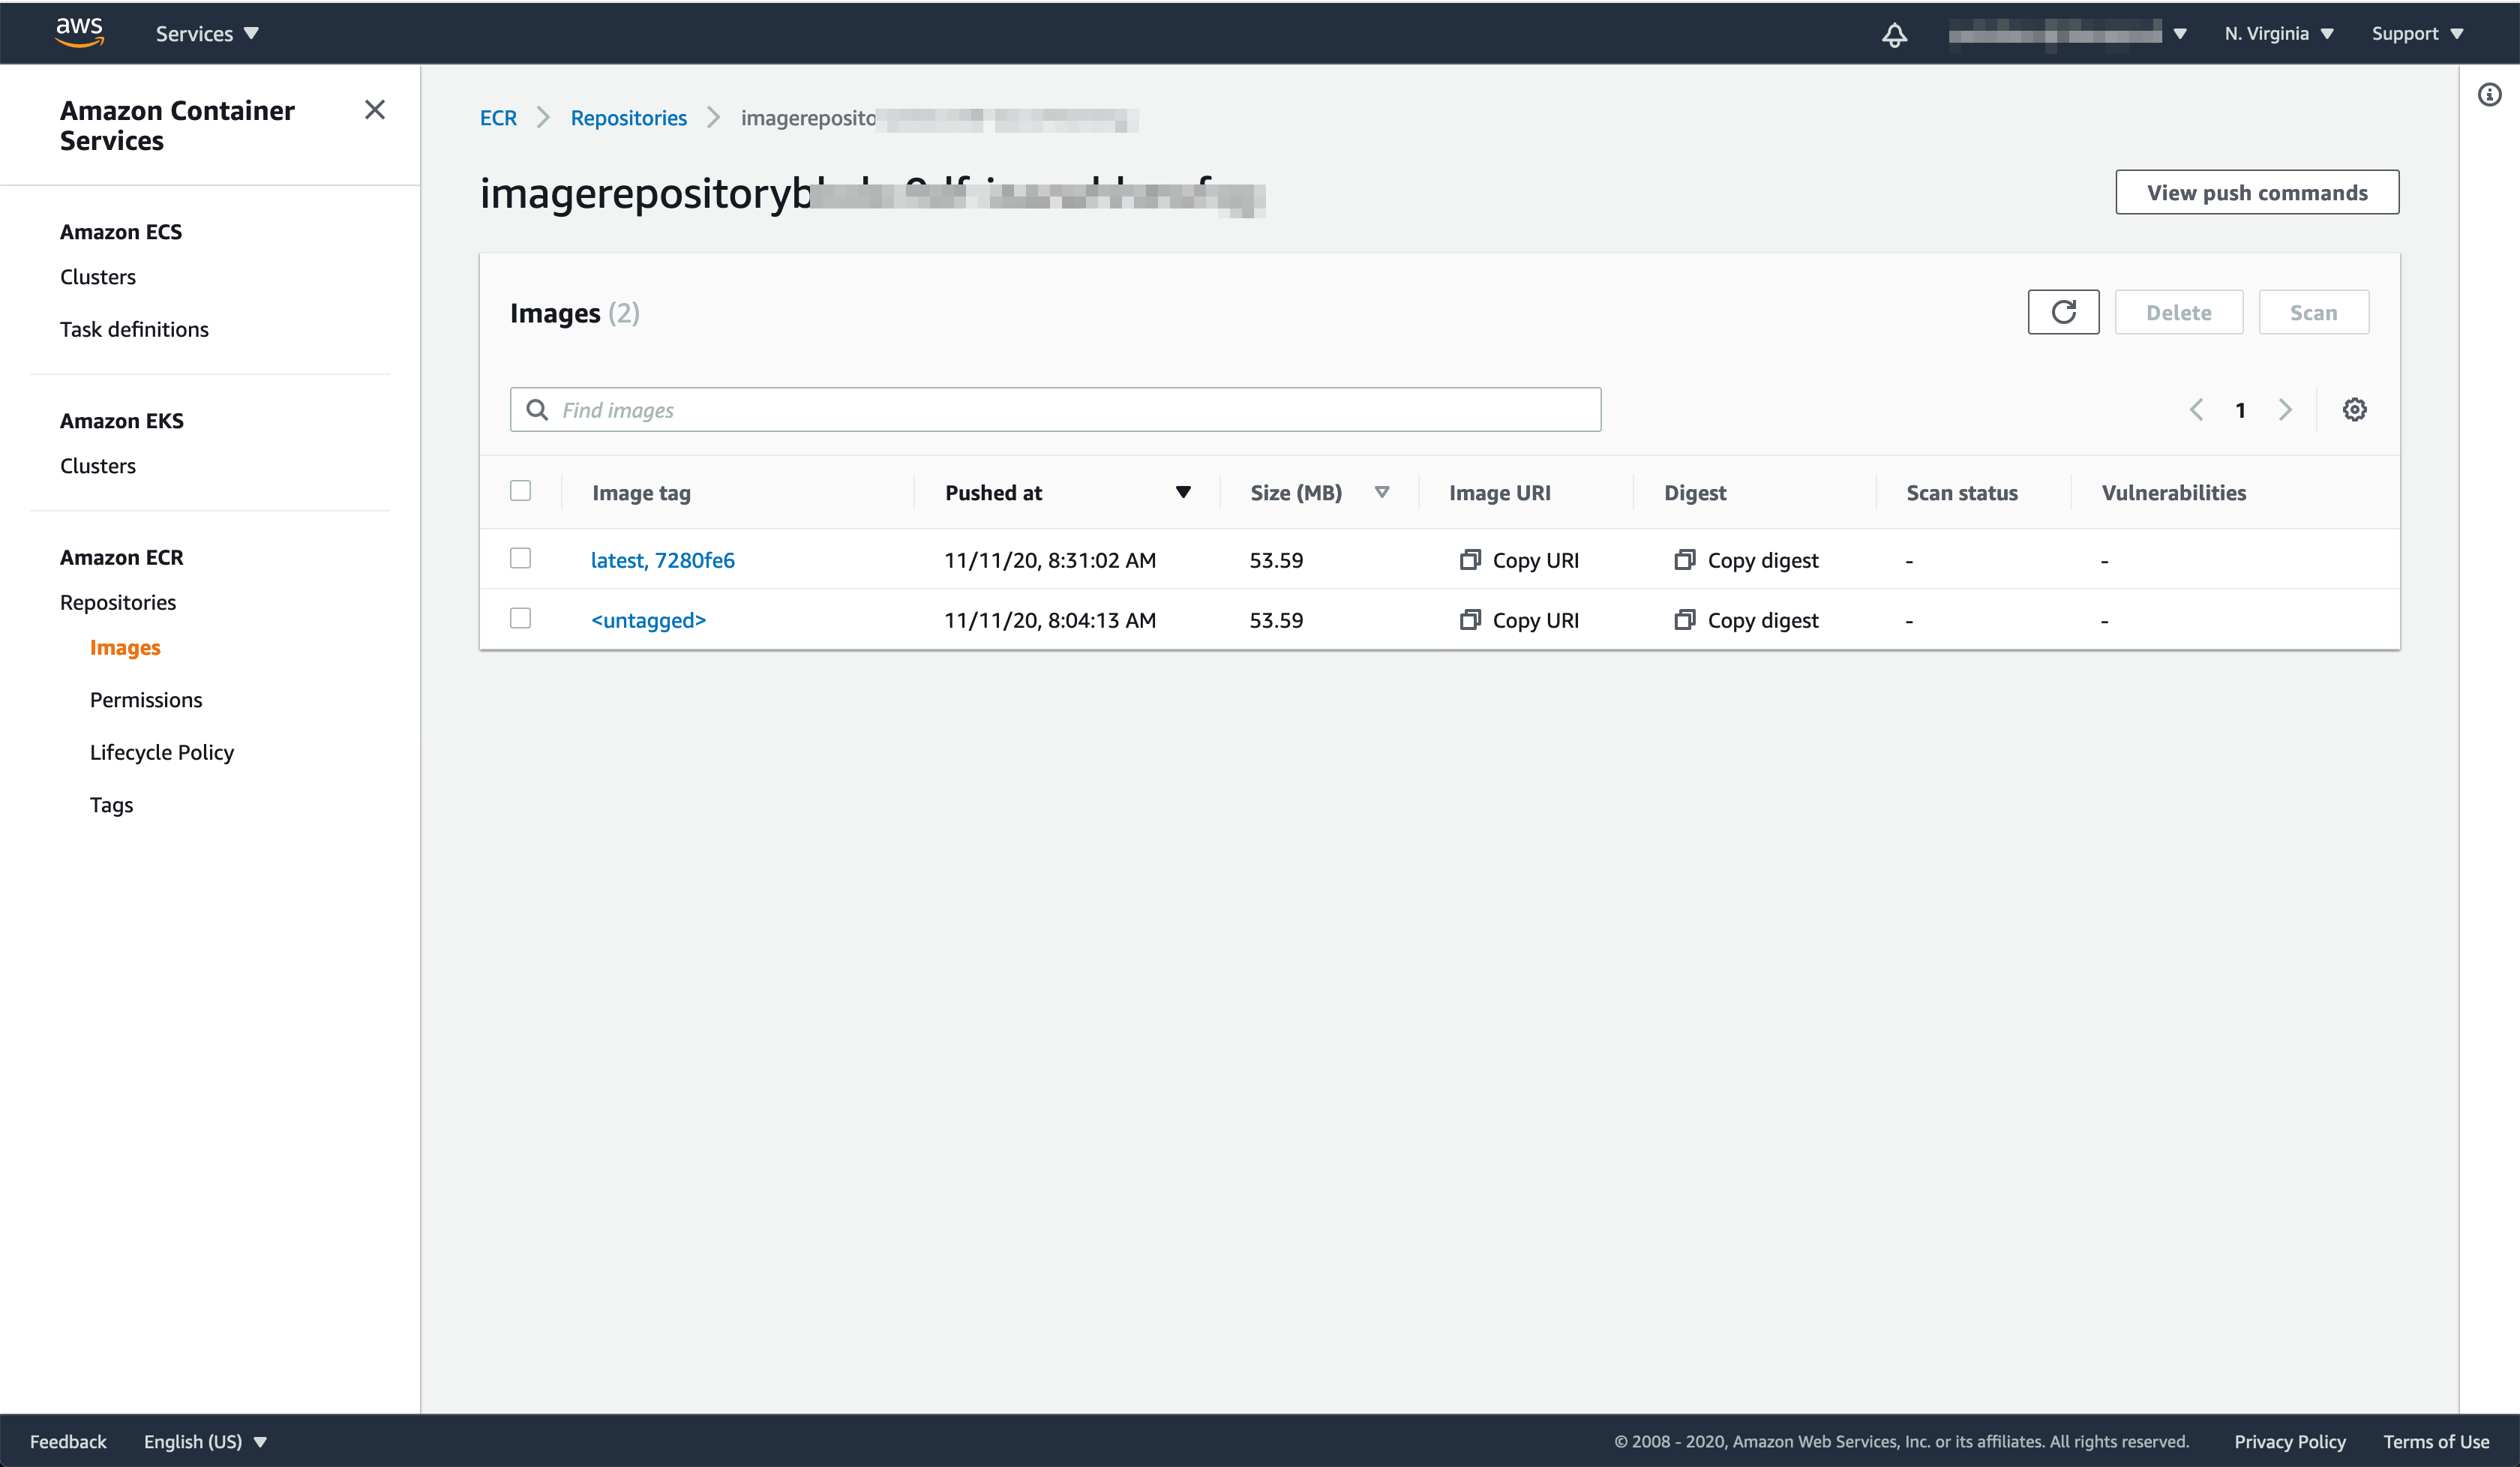 aws Services N. Virginia Support
Amazon Container
Services
Amazon ECS
Clusters
Task definitions
Amazon EKS
Clusters
Amazon ECR
Repositories
Images
Permissions
Lifecycle Policy
Tags
ECR Repositories
View push commands
Images (2)
Delete Scan
Find images 1
Image tag Pushed at Size (MB) Image URI Digest Scan status Vulnerabilities
latest, 7280fe6 11/11/20, 8:31:02 AM 53.59 Copy URI Copy digest - -
<untagged> 11/11/20, 8:04:13 AM 53.59 Copy URI Copy digest - -
Feedback English (US) © 2008 - 2020, Amazon Web Services, Inc. or its affiliates. All rights reserved. Privacy Policy Terms of Use